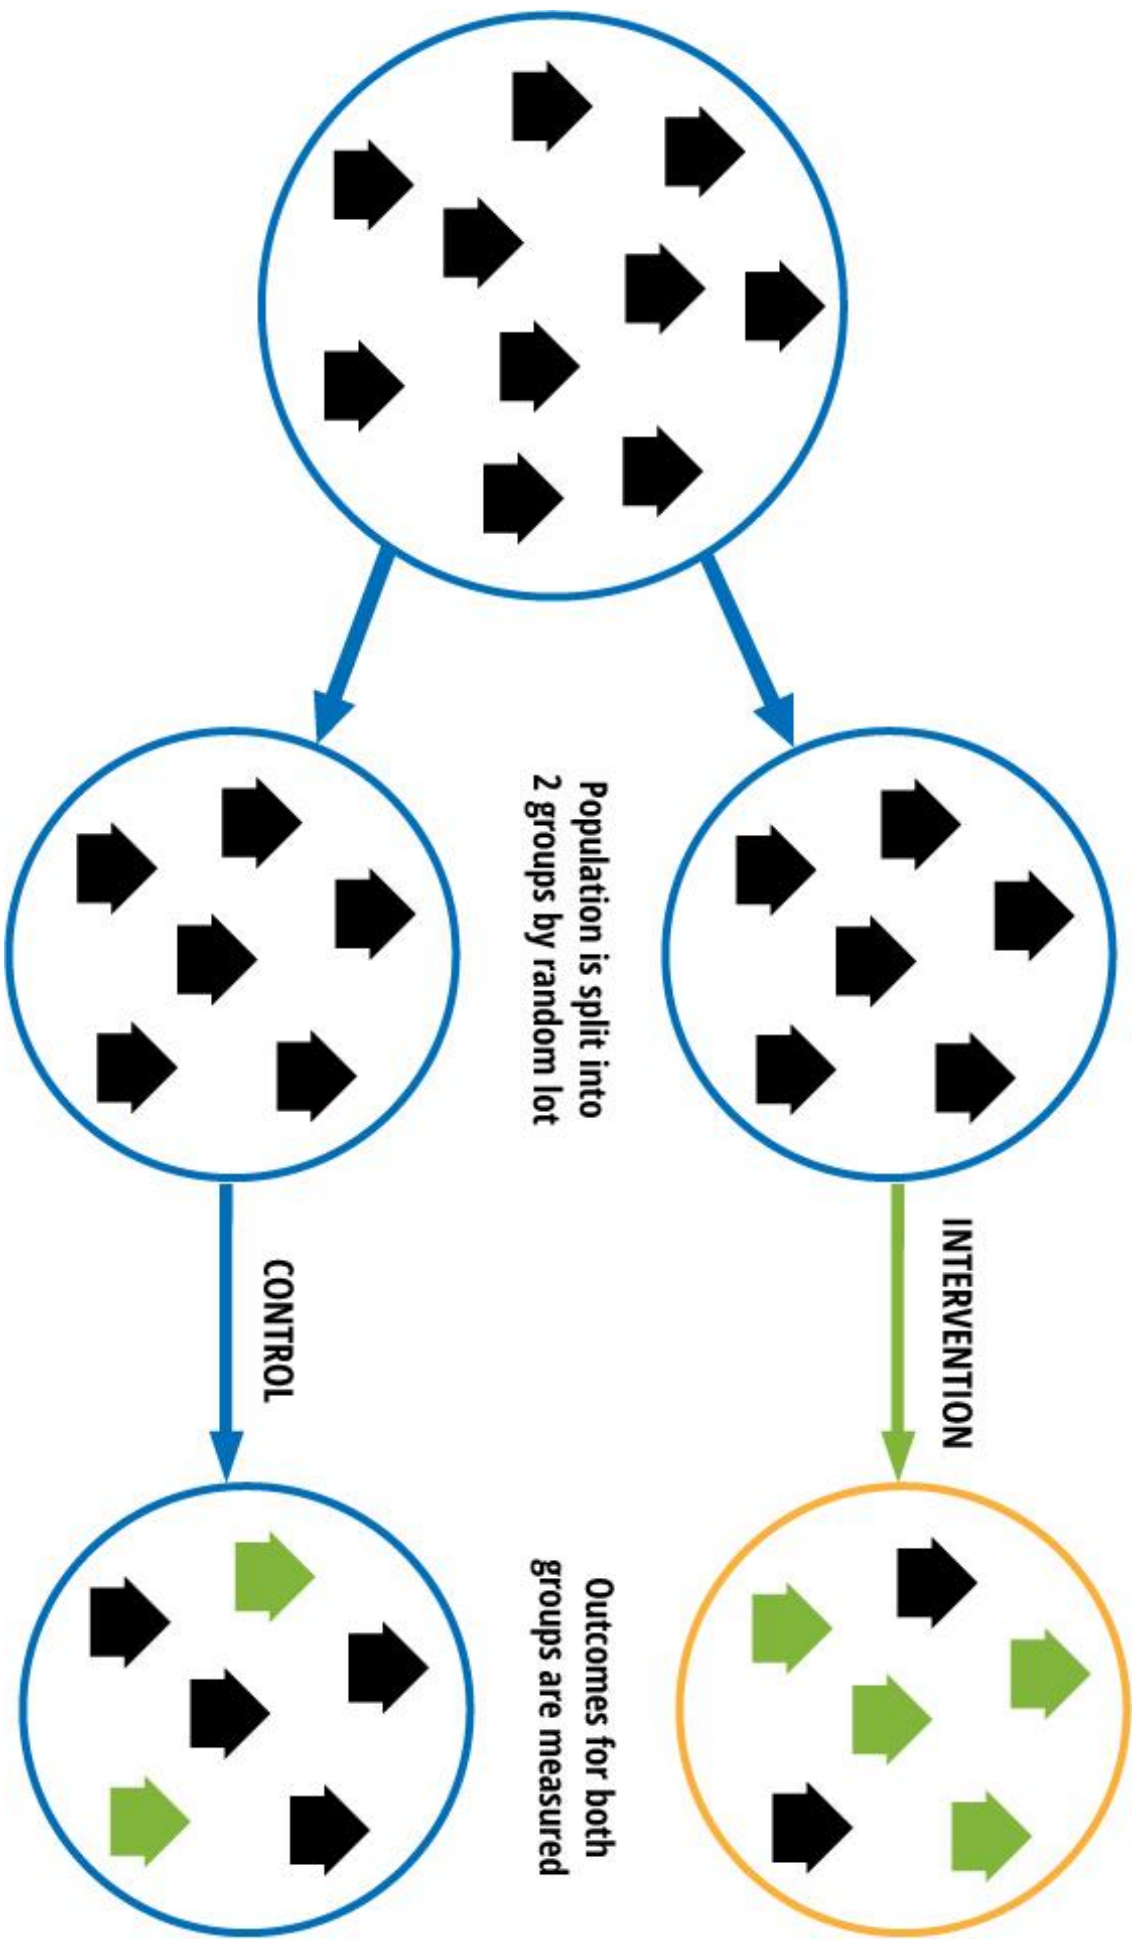 Population is split into
2 groups by random lot
INTERVENTION
CONTROL
Outcomes for both
groups are measured